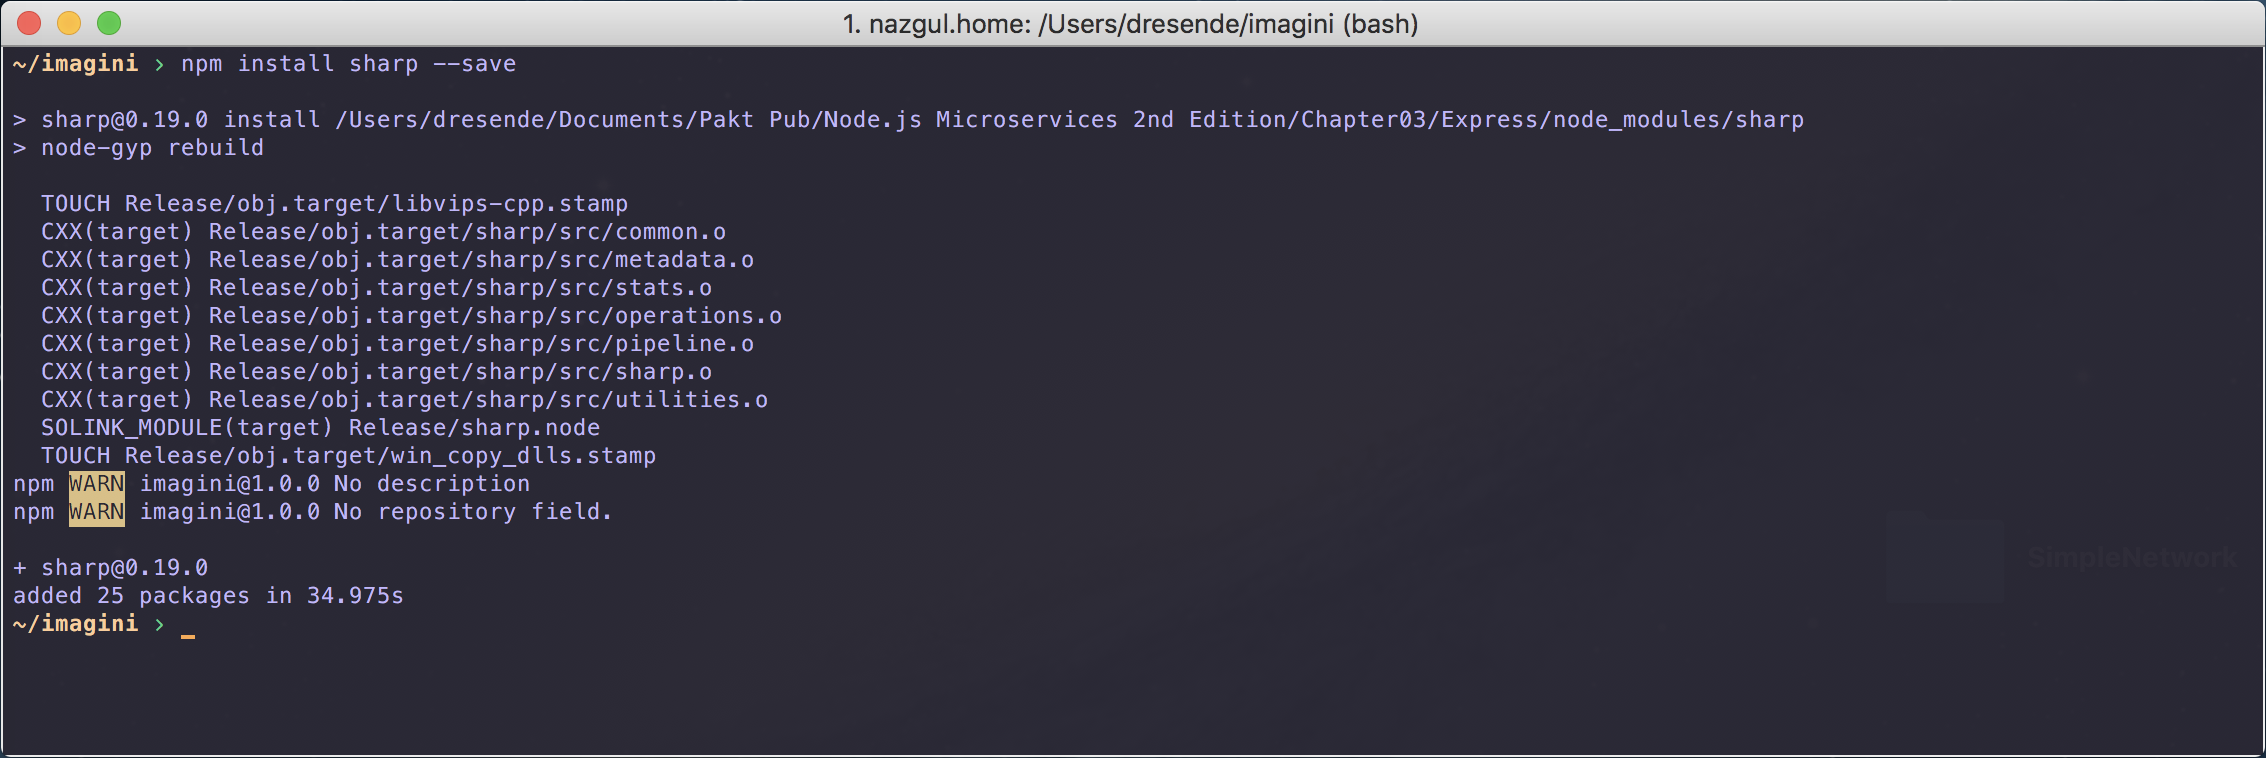 1. nazgul.home: /Users/dresende/imagini (bash)
~/imagini › npm install sharp --save
> sharp@0.19.0 install /Users/dresende/Documents/Pakt Pub/Node.js Microservices 2nd Edition/Chapter03/Express/node_modules/sharp
> node-gyp rebuild
TOUCH Release/obj.target/libvips-cpp.stamp
CXX(target) Release/obj.target/sharp/src/common.o
CXX(target) Release/obj.target/sharp/src/metadata.o
CXX(target) Release/obj.target/sharp/src/stats.o
CXX(target) Release/obj.target/sharp/src/operations.o
CXX(target) Release/obj.target/sharp/src/pipeline.o
CXX(target) Release/obj.target/sharp/src/sharp.o
CXX(target) Release/obj.target/sharp/src/utilities.o
SOLINK_MODULE(target) Release/sharp.node
TOUCH Release/obj.target/win_copy_dlls.stamp
npm WARN imagini@1.0.0 No description
npm WARN imagini@1.0.0 No repository field.
SimpleNetwork
+ sharp@0.19.0
added 25 packages in 34.975s
~/imagini ›